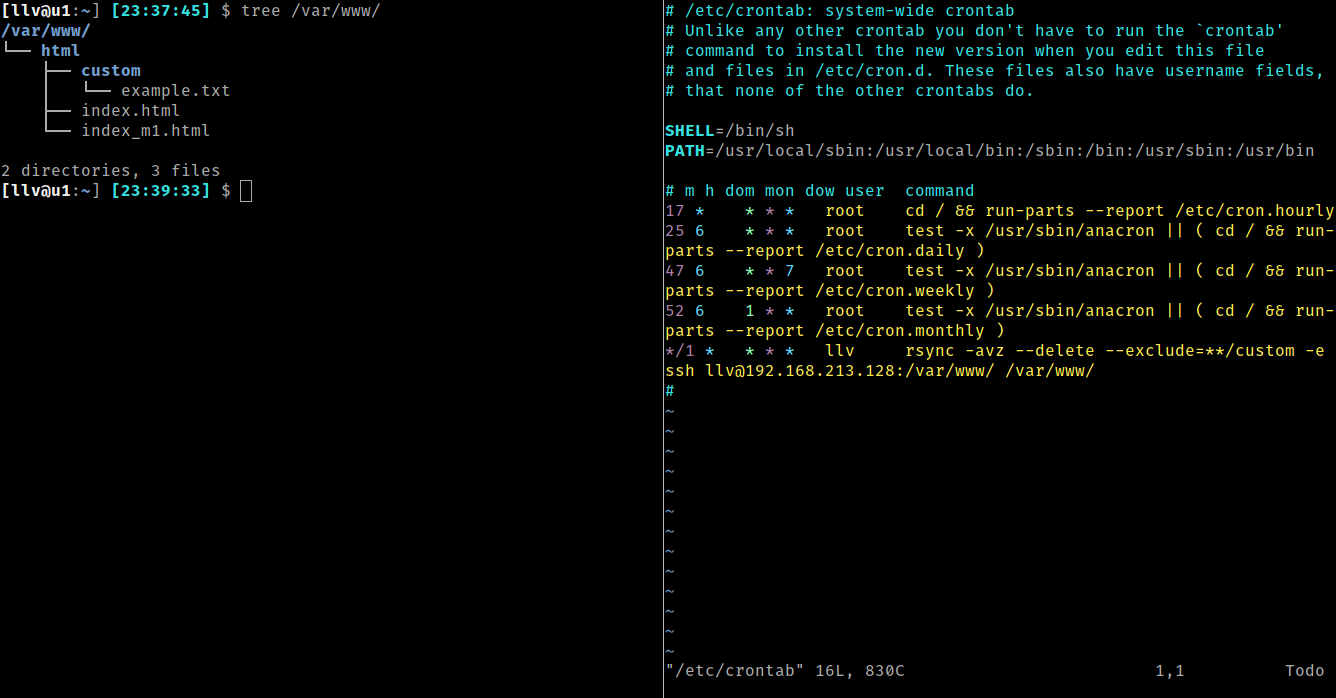 [llv@u1:~] [23:37:45] $ tree /var/www/
/var/www/
└── html
    ├── custom
    │   └── example.txt
    ├── index.html
    └── index_m1.html

2 directories, 3 files
[llv@u1:~] [23:39:33] $
# /etc/crontab: system-wide crontab
# Unlike any other crontab you don't have to run the `crontab'
# command to install the new version when you edit this file
# and files in /etc/cron.d. These files also have username fields,
# that none of the other crontabs do.

SHELL=/bin/sh
PATH=/usr/local/sbin:/usr/local/bin:/sbin:/bin:/usr/sbin:/usr/bin

# m h dom mon dow user  command
17 *    * * *   root    cd / && run-parts --report /etc/cron.hourly
25 6    * * *   root    test -x /usr/sbin/anacron || ( cd / && run-
parts --report /etc/cron.daily )
47 6    * * 7   root    test -x /usr/sbin/anacron || ( cd / && run-
parts --report /etc/cron.weekly )
52 6    1 * *   root    test -x /usr/sbin/anacron || ( cd / && run-
parts --report /etc/cron.monthly )
*/1 *   * * *   llv     rsync -avz --delete --exclude=**/custom -e
ssh llv@192.168.213.128:/var/www/ /var/www/
#
~
~
~
~
~
~
~
~
~
~
~
~
~
"/etc/crontab" 16L, 830C                         1,1          Todo